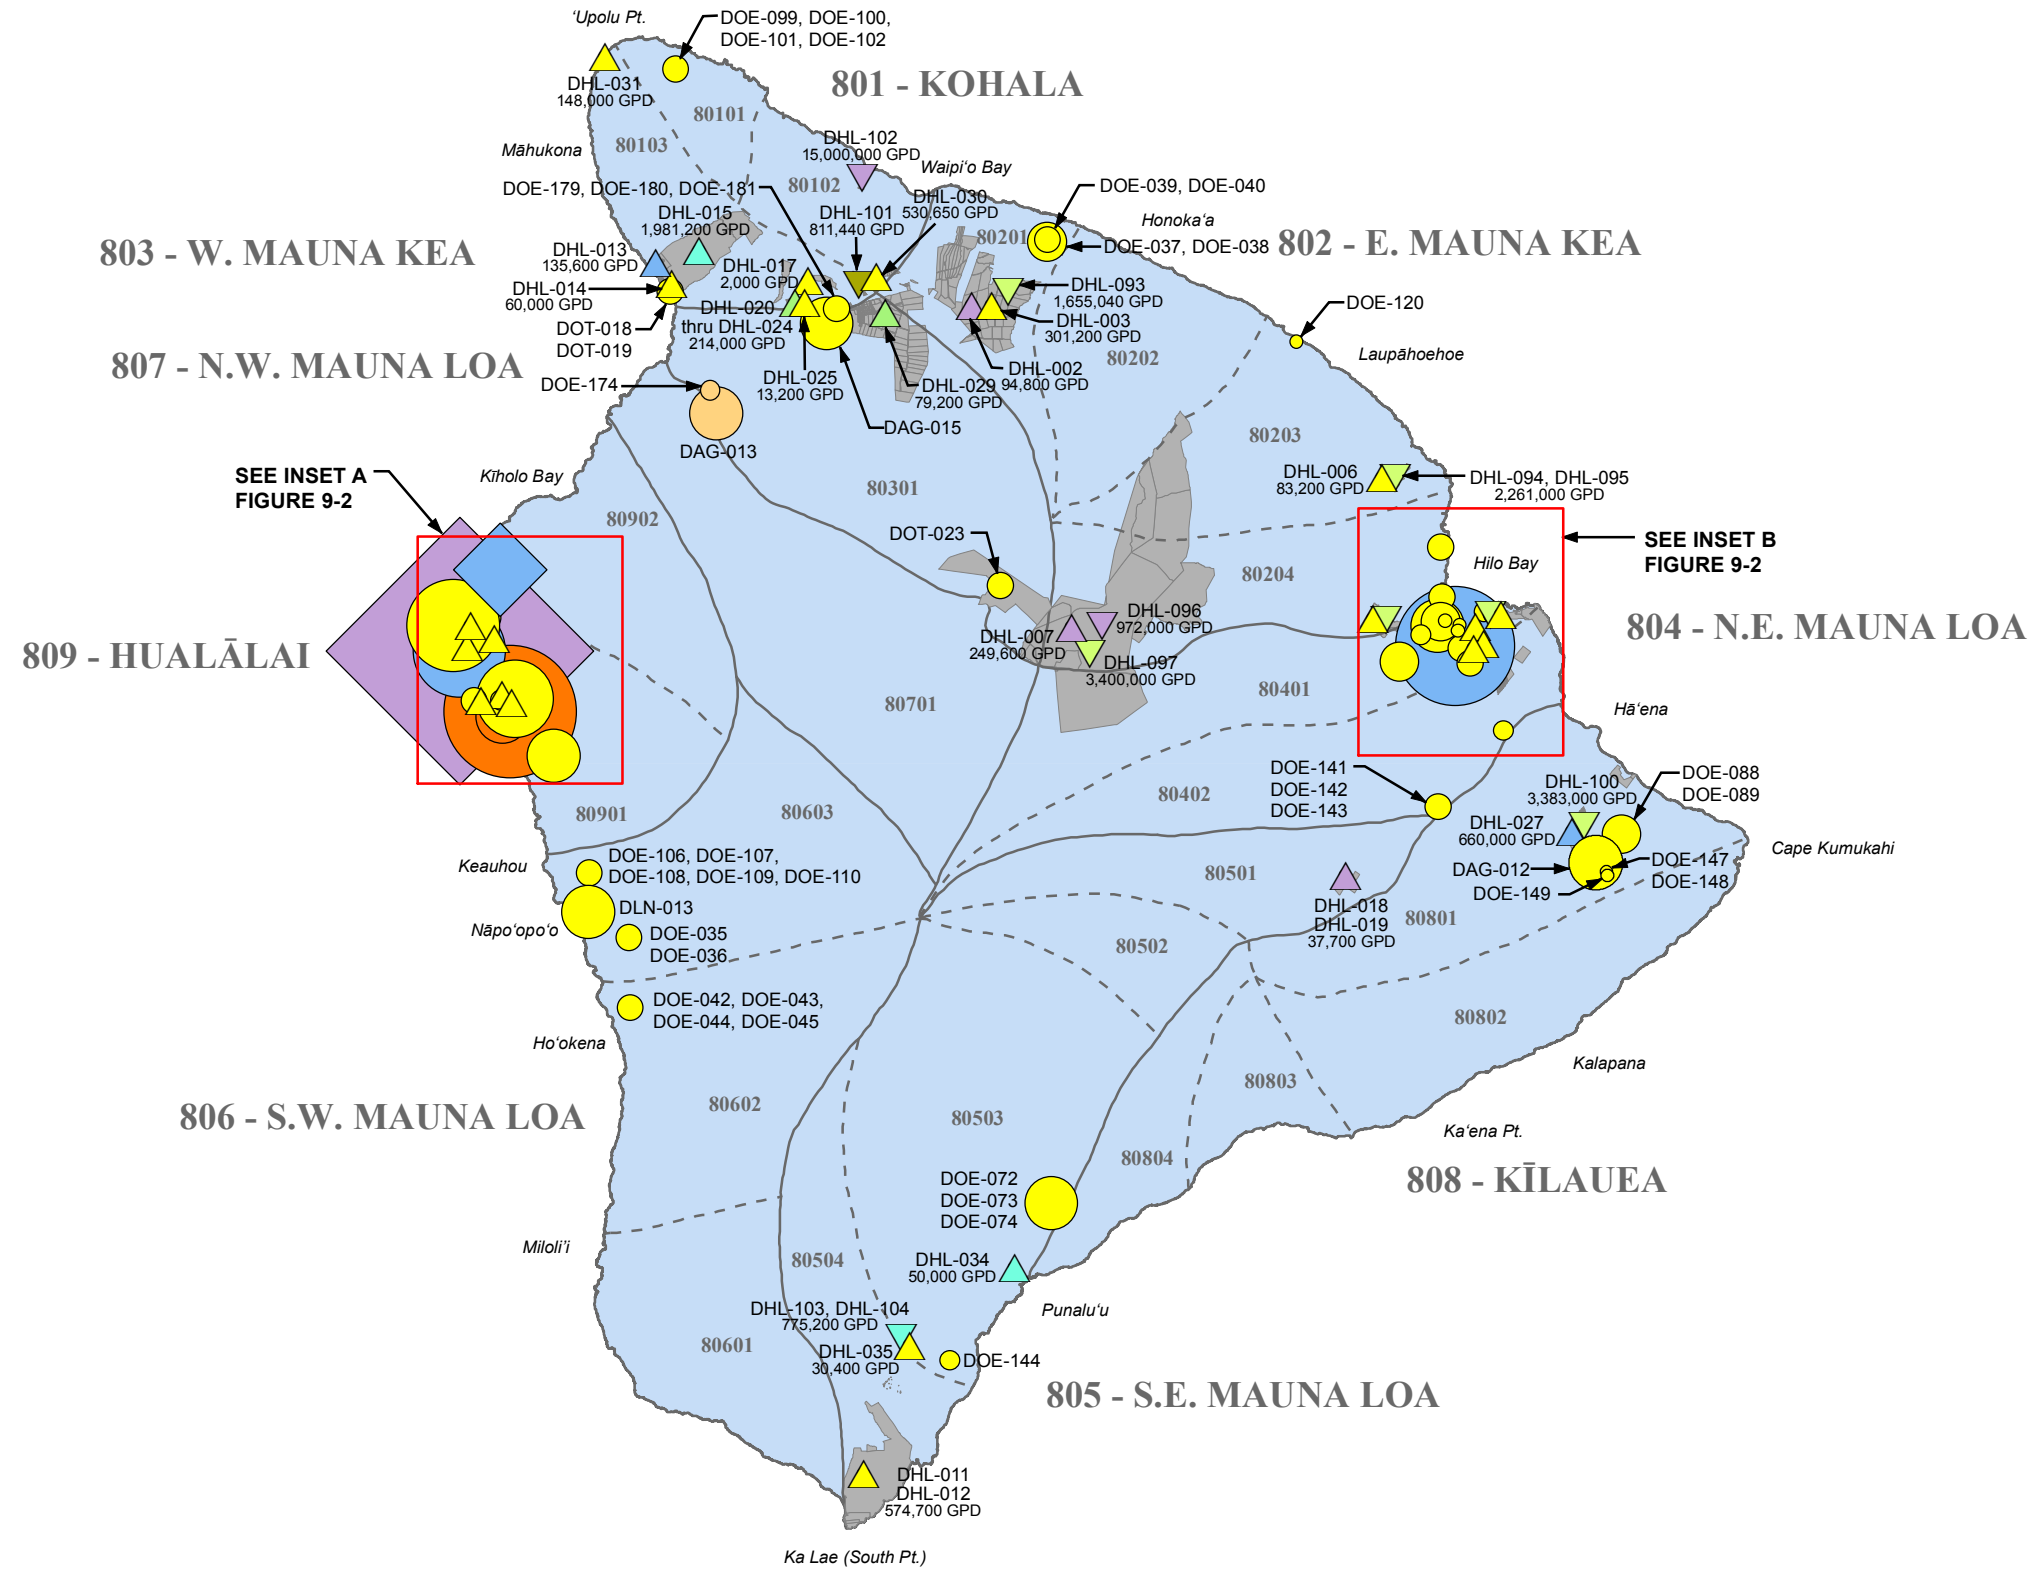 'Upolu Pt.
DOE-099, DOE-100,
DOE-101, DOE-102
801 - KOHALA
DHL-031
148,000 GPD
80101
80103
Māhukona
DHL-102
15,000,000 GPD
Waipi'o Bay
80102
DOE-179, DOE-180, DOE-181
DOE-039, DOE-040
DHL-030
530,650 GPD
DHL-015
1,981,200 GPD
DHL-101
811,440 GPD
Honoka'a
80201
DOE-037, DOE-038
802 - E. MAUNA KEA
803 - W. MAUNA KEA
DHL-013
135,600 GPD
DHL-017
2,000 GPD
DHL-014
60,000 GPD
DHL-093
1,655,040 GPD
DHL-020
thru DHL-024
214,000 GPD
DHL-003
301,200 GPD
DOE-120
DOT-018
DOT-019
80202
Laupāhoehoe
807 - N.W. MAUNA LOA
DHL-002
94,800 GPD
DHL-025
13,200 GPD
DHL-029
79,200 GPD
DOE-174
DAG-015
DAG-013
80203
SEE INSET A
FIGURE 9-2
Kīholo Bay
80301
DHL-006
83,200 GPD
DHL-094, DHL-095
2,261,000 GPD
80902
DOT-023
SEE INSET B
FIGURE 9-2
Hilo Bay
80204
DHL-096
972,000 GPD
DHL-007
249,600 GPD
804 - N.E. MAUNA LOA
809 - HUALĀLAI
DHL-097
3,400,000 GPD
80401
80701
Hā'ena
DOE-141
DOE-142
DOE-143
DHL-100
3,383,000 GPD
DOE-088
DOE-089
80402
80901
80603
DHL-027
660,000 GPD
Cape Kumukahi
Keauhou
DOE-106, DOE-107,
DOE-108, DOE-109, DOE-110
80501
DAG-012
DOE-147
DOE-148
DOE-149
DLN-013
DHL-018
DHL-019
37,700 GPD
80801
Nāpo'opo'o
DOE-035
DOE-036
80502
DOE-042, DOE-043,
DOE-044, DOE-045
80802
Ho'okena
Kalapana
80803
80602
80503
Ka'ena Pt.
806 - S.W. MAUNA LOA
80804
808 - KĪLAUEA
DOE-072
DOE-073
DOE-074
Miloli'i
80504
DHL-034
50,000 GPD
Punalu'u
DHL-103, DHL-104
775,200 GPD
80601
DHL-035
30,400 GPD
DOE-144
805 - S.E. MAUNA LOA
DHL-011
DHL-012
574,700 GPD
Ka Lae (South Pt.)